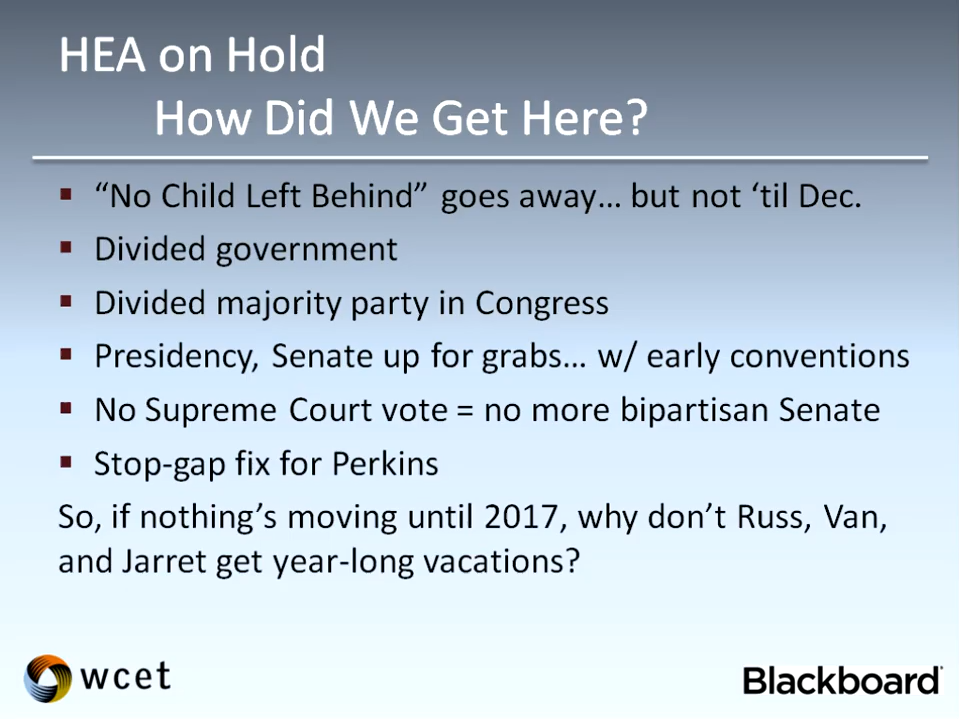 HEA on Hold
How Did We Get Here?
▪ “No Child Left Behind” goes away… but not ‘til Dec.
▪ Divided government
▪ Divided majority party in Congress
▪ Presidency, Senate up for grabs… w/ early conventions
▪ No Supreme Court vote = no more bipartisan Senate
▪ Stop-gap fix for Perkins
So, if nothing’s moving until 2017, why don’t Russ, Van,
and Jarret get year-long vacations?
wcet
Blackboard